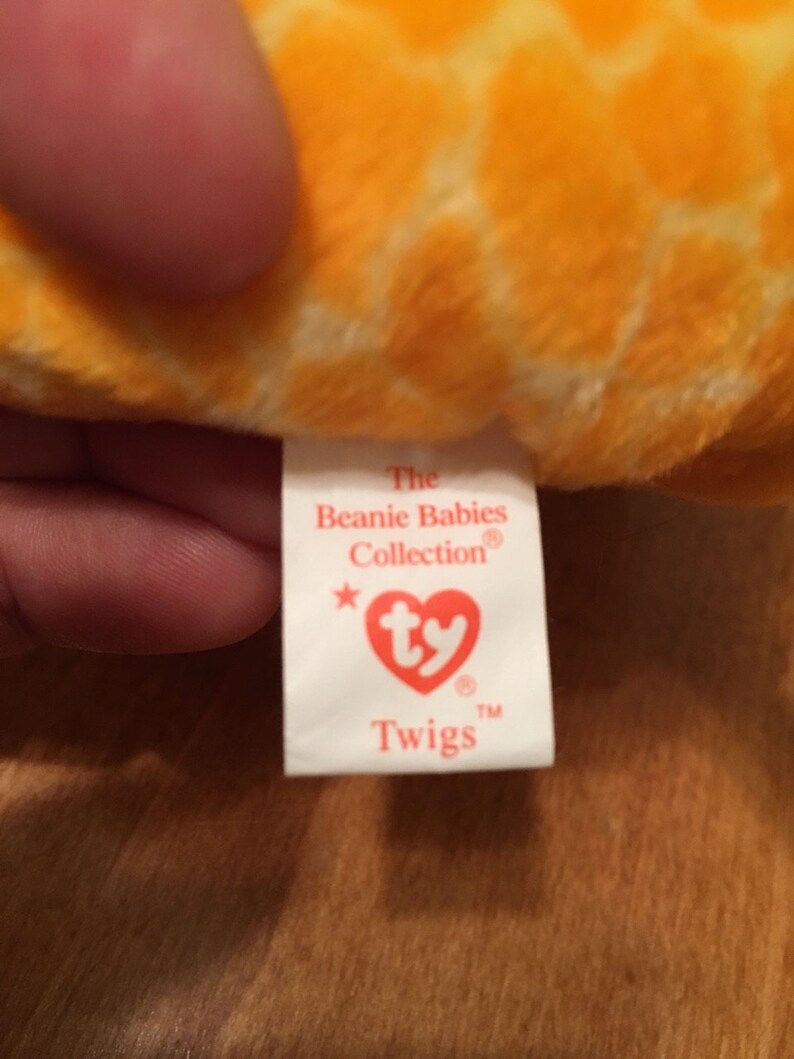 The
Beanie Babies
Collection®
ty®
Twigs™